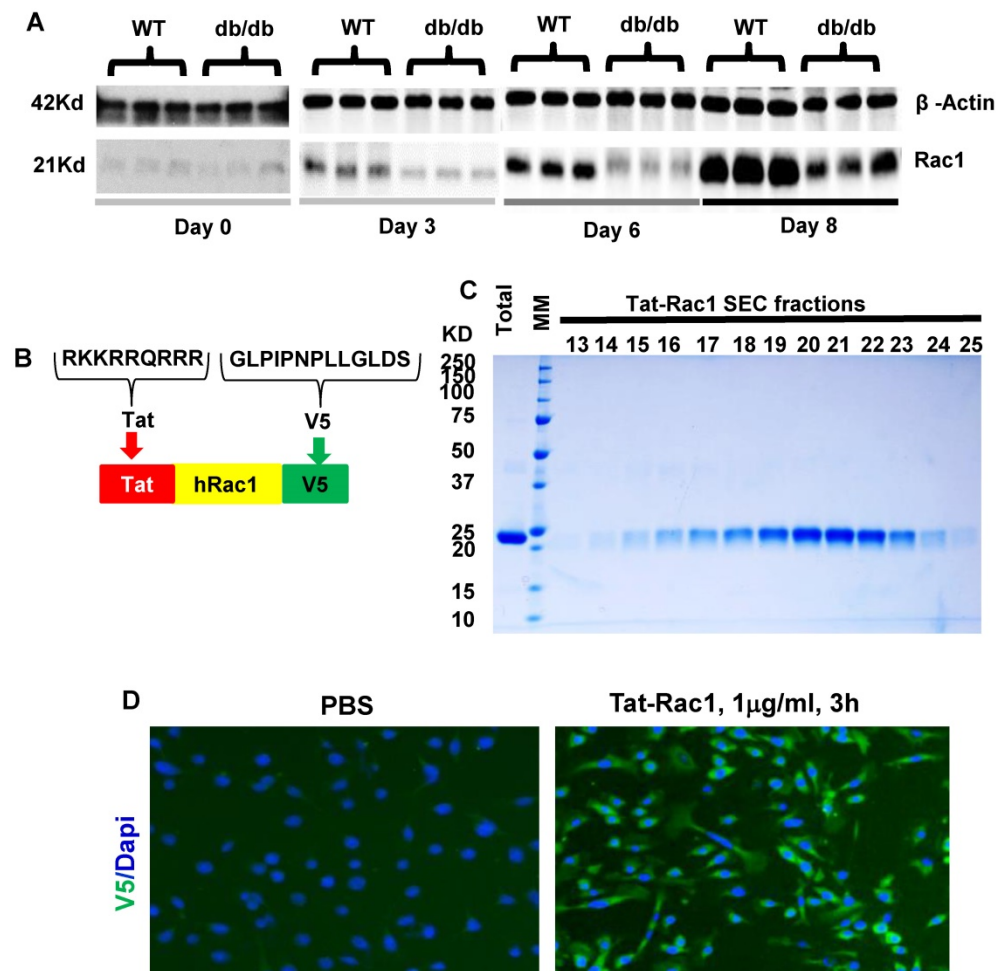 A
WT db/db WT db/db WT db/db WT db/db
42Kd β -Actin
21Kd Rac1
Day 0 Day 3 Day 6 Day 8
B
RKKRRQRRR GLPIPNPLLGLDS
Tat V5
Tat hRac1 V5
C
Total MM Tat-Rac1 SEC fractions
KD 13 14 15 16 17 18 19 20 21 22 23 24 25
250
150
100
75
50
37
25
20
15
10
D
PBS Tat-Rac1, 1μg/ml, 3h
V5/Dapi